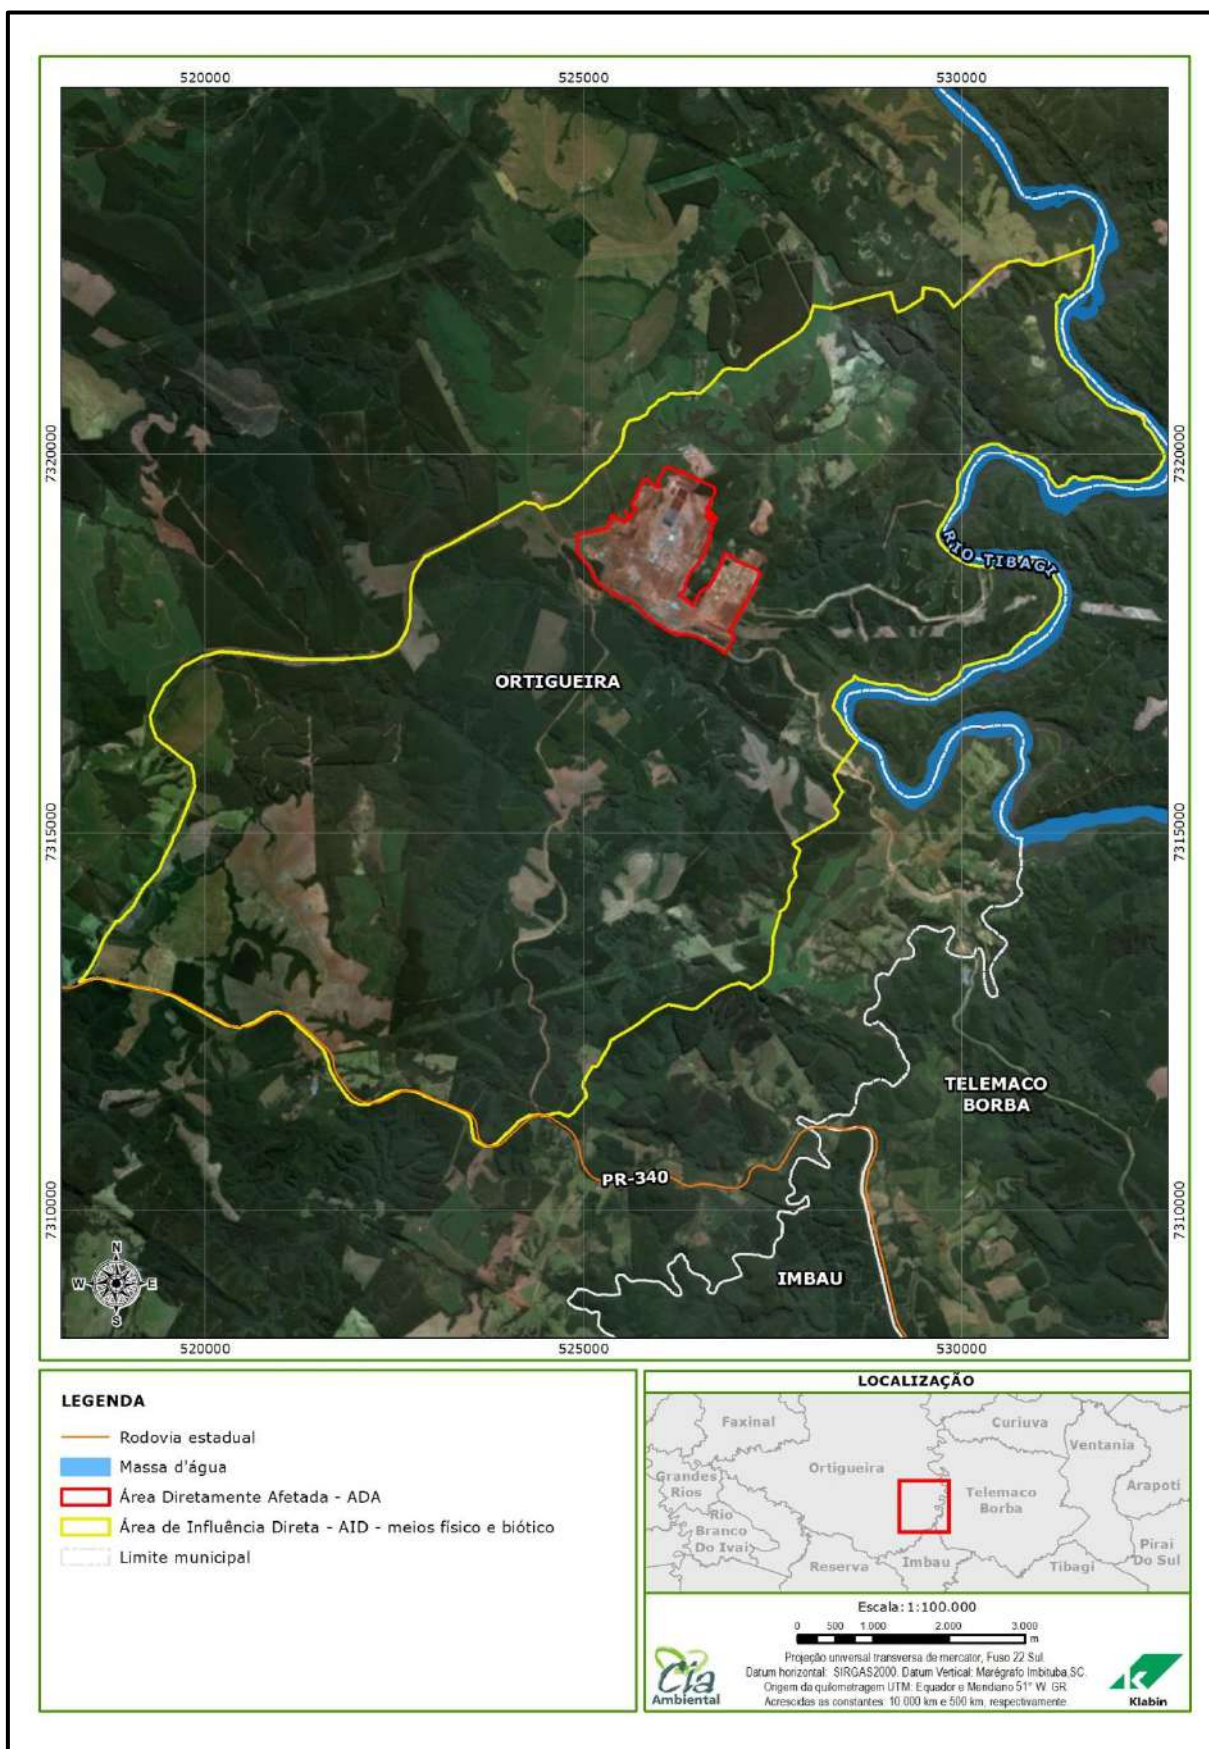 520000
525000
530000
7320000
7320000
RIO TIBAGI
ORTIGUEIRA
7315000
7315000
TELEMACO
BORBA
PR-340
7310000
7310000
IMBAU
N
W
E
S
520000
525000
530000
LEGENDA
Rodovia estadual
Massa d'água
Área Diretamente Afetada - ADA
Área de Influência Direta - AID - meios físico e biótico
Limite municipal
LOCALIZAÇÃO
Faxinal
Curiuva
Ventania
Ortigueira
Grandes
Rios
Telemaco
Borba
Arapoti
Rio
Branco
Do Ivai
Pirai
Do Sul
Reserva
Imbau
Tibagi
Escala: 1:100.000
0 500 1.000 2.000 3.000
m
Projeção universal transversa de mercator, Fuso 22 Sul.
Datum horizontal: SIRGAS2000. Datum Vertical: Marégrafo Imbituba,SC.
Origem da quilometragem UTM: Equador e Meridiano 51° W. GR.
Acrescidas as constantes: 10.000 km e 500 km, respectivamente.
Cia
Ambiental
Klabin